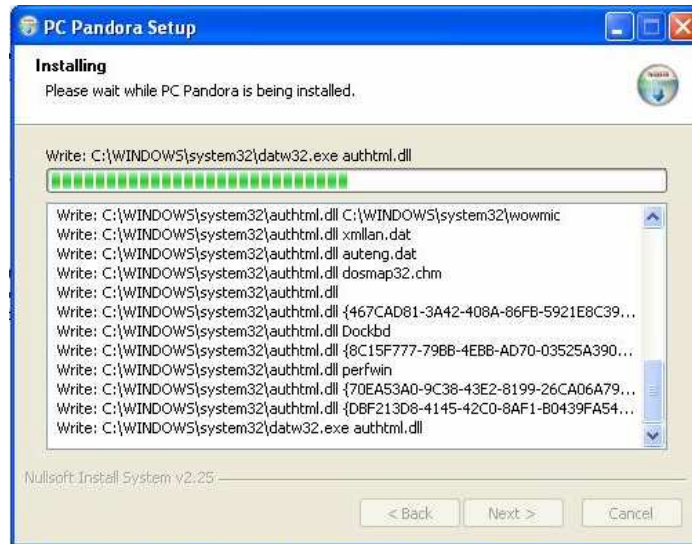 PC Pandora Setup
Installing
Please wait while PC Pandora is being installed.
Write: C:\WINDOWS\system32\datw32.exe authtml.dll
Write: C:\WINDOWS\system32\authtml.dll C:\WINDOWS\system32\wowmic
Write: C:\WINDOWS\system32\authtml.dll xmllan.dat
Write: C:\WINDOWS\system32\authtml.dll auteng.dat
Write: C:\WINDOWS\system32\authtml.dll dosmap32.chm
Write: C:\WINDOWS\system32\authtml.dll
Write: C:\WINDOWS\system32\authtml.dll {467CAD81-3A42-408A-86FB-5921E8C39...
Write: C:\WINDOWS\system32\authtml.dll Dockbd
Write: C:\WINDOWS\system32\authtml.dll {8C15F777-79BB-4EBB-AD70-03525A390...
Write: C:\WINDOWS\system32\authtml.dll perfwin
Write: C:\WINDOWS\system32\authtml.dll {70EA53A0-9C38-43E2-8199-26CA06A79...
Write: C:\WINDOWS\system32\authtml.dll {DBF213D8-4145-42C0-8AF1-B0439FA54...
Write: C:\WINDOWS\system32\datw32.exe authtml.dll
Nullsoft Install System v2.25
< Back Next > Cancel